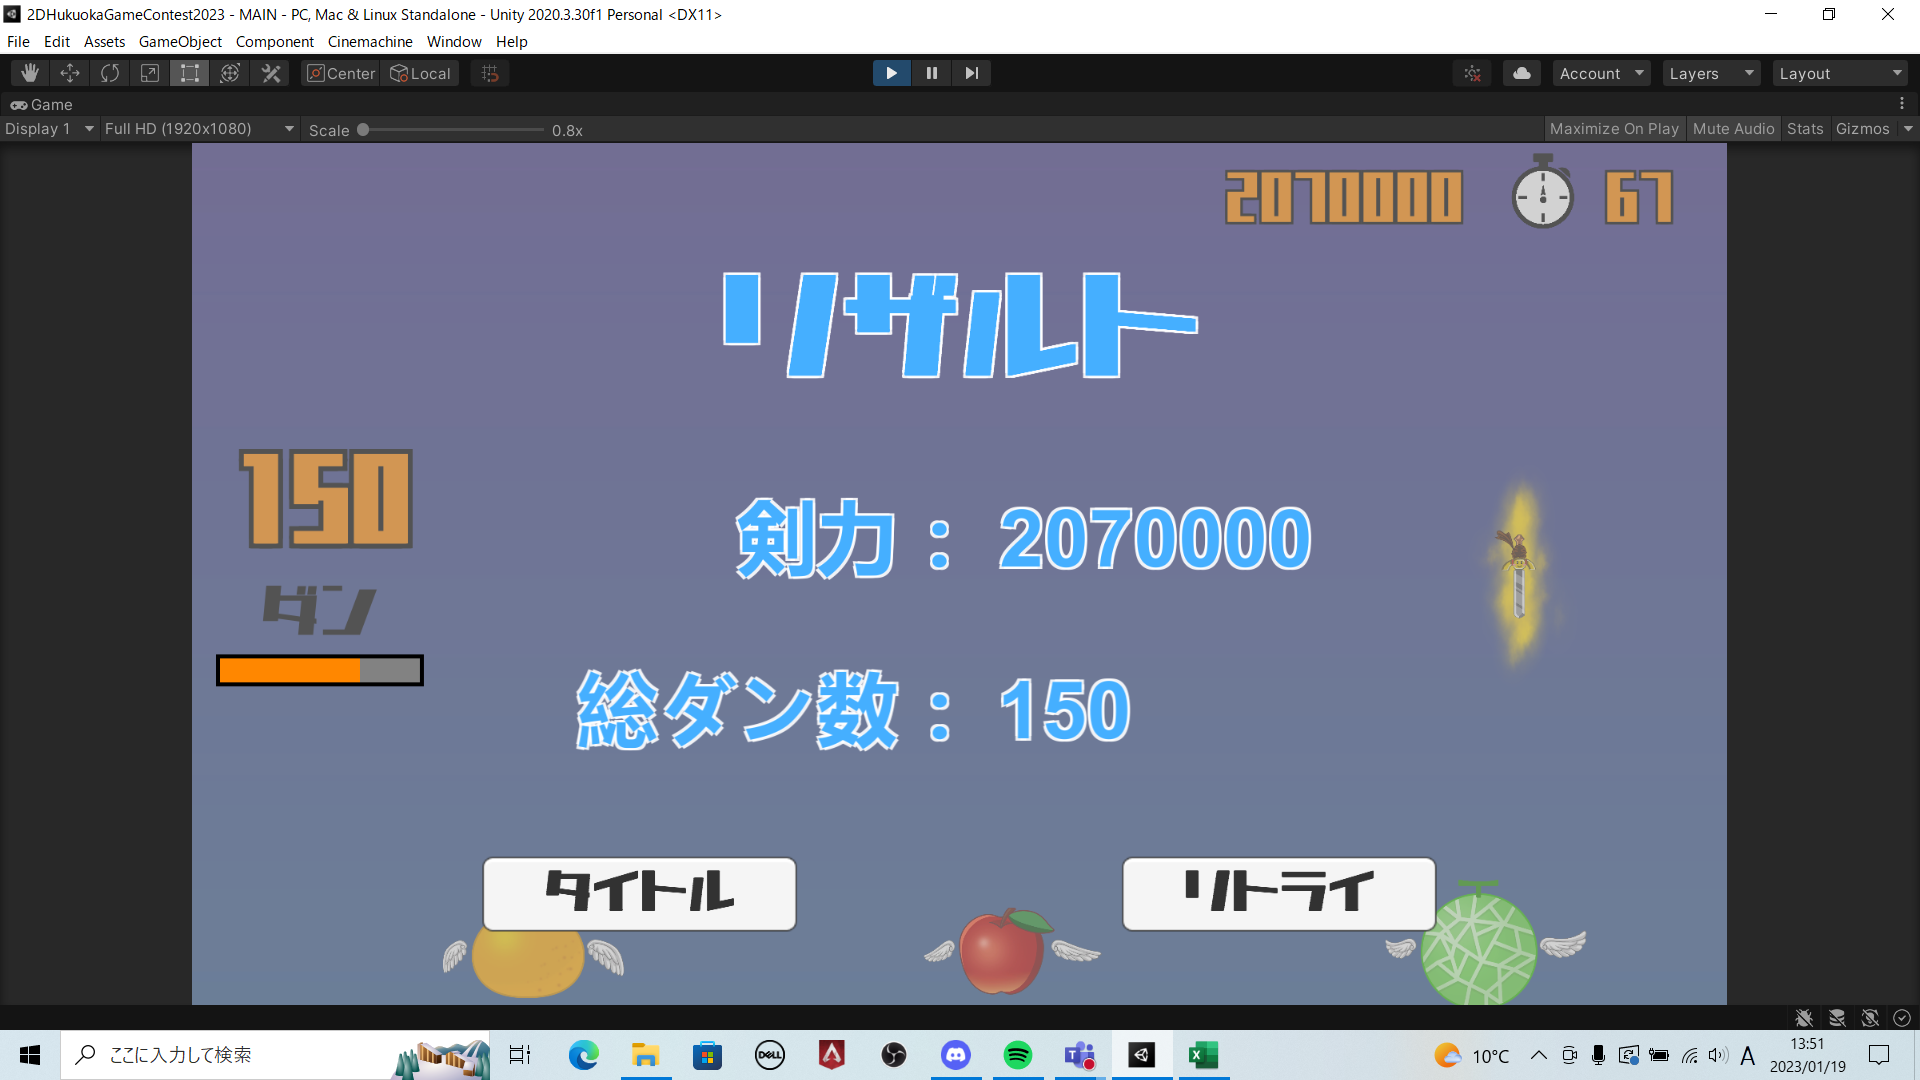 2DHukuokaGameContest2023 - MAIN - PC, Mac & Linux Standalone - Unity 2020.3.30f1 Personal <DX11>
File Edit Assets GameObject Component Cinemachine Window Help
Center Local Account Layers Layout
Game
Display 1 Full HD (1920x1080) Scale 0.8x Maximize On Play Mute Audio Stats Gizmos
2070000 67
リザルト
150
ダン
剣力： 2070000
総ダン数： 150
タイトル リトライ
ここに入力して検索 DELL 10°C A 13:51
2023/01/19